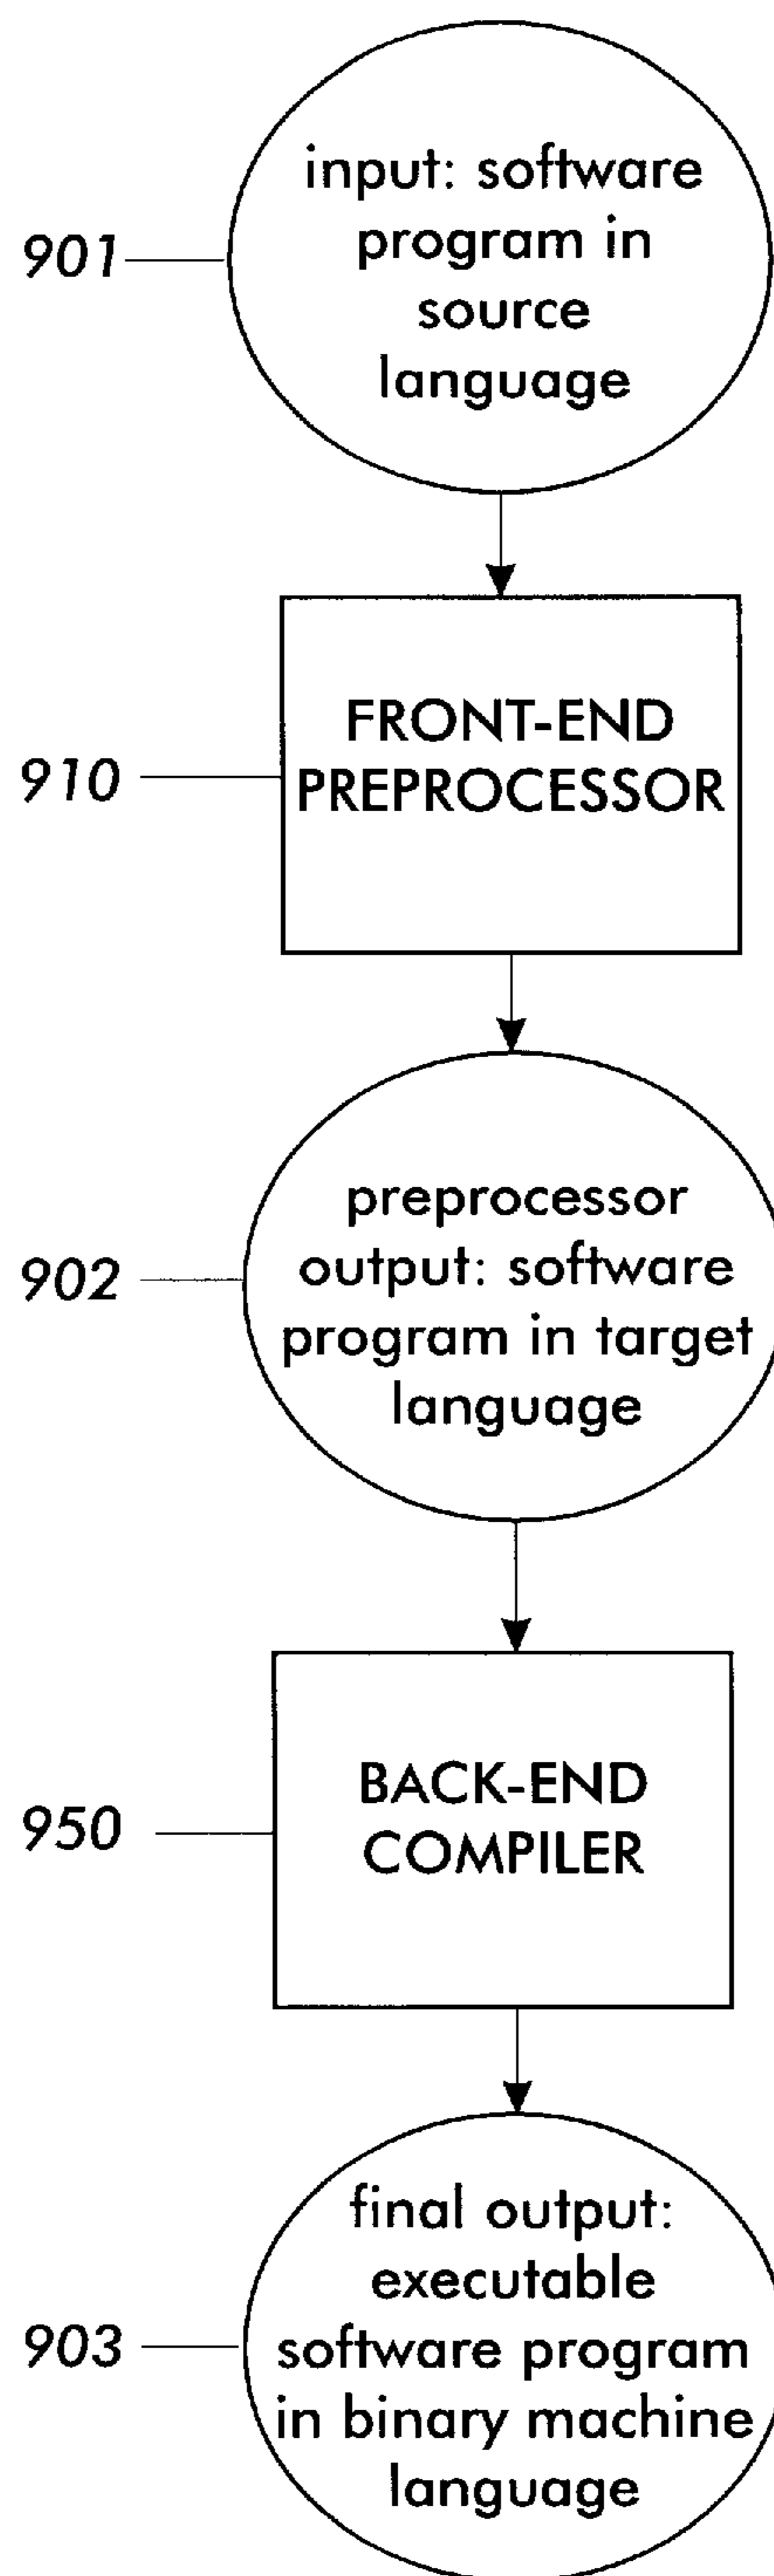 901
input: software
program in
source
language
910
FRONT-END
PREPROCESSOR
902
preprocessor
output: software
program in target
language
950
BACK-END
COMPILER
903
final output:
executable
software program
in binary machine
language